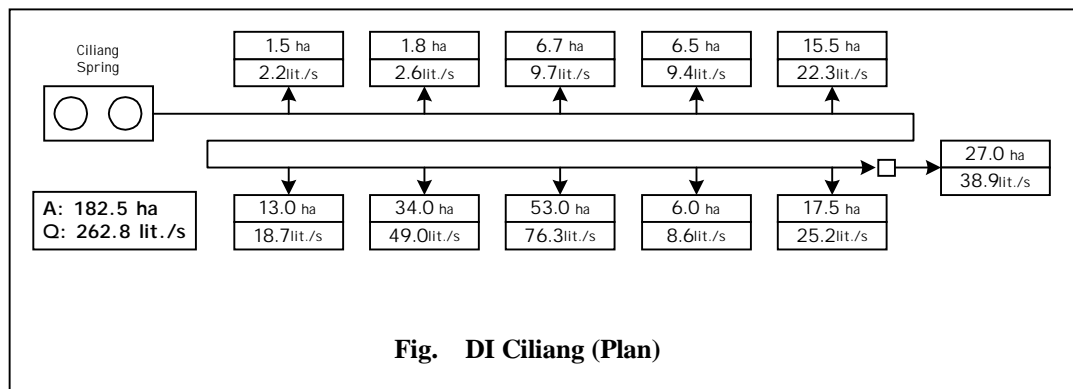 Ciliang
Spring
1.5 ha
2.2lit./s
1.8 ha
2.6lit./s
6.7 ha
9.7lit./s
6.5 ha
9.4lit./s
15.5 ha
22.3lit./s
27.0 ha
38.9lit./s
A: 182.5 ha
Q: 262.8 lit./s
13.0 ha
18.7lit./s
34.0 ha
49.0lit./s
53.0 ha
76.3lit./s
6.0 ha
8.6lit./s
17.5 ha
25.2lit./s
Fig. DI Ciliang (Plan)